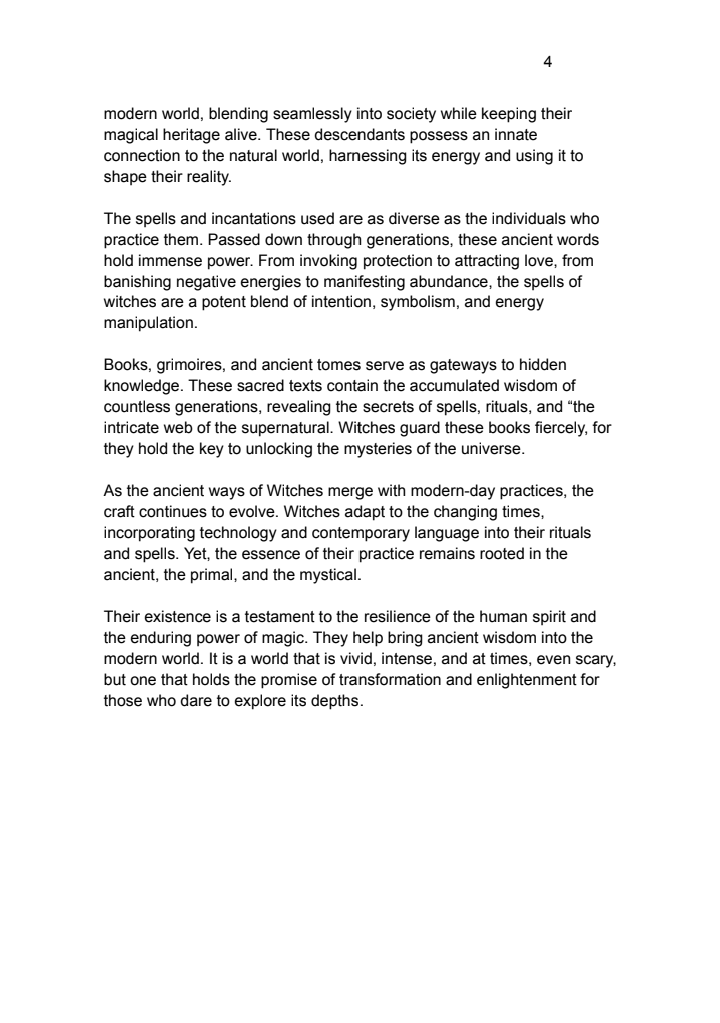 4
modern world, blending seamlessly into society while keeping their
magical heritage alive. These descendants possess an innate
connection to the natural world, harnessing its energy and using it to
shape their reality.
The spells and incantations used are as diverse as the individuals who
practice them. Passed down through generations, these ancient words
hold immense power. From invoking protection to attracting love, from
banishing negative energies to manifesting abundance, the spells of
witches are a potent blend of intention, symbolism, and energy
manipulation.
Books, grimoires, and ancient tomes serve as gateways to hidden
knowledge. These sacred texts contain the accumulated wisdom of
countless generations, revealing the secrets of spells, rituals, and “the
intricate web of the supernatural. Witches guard these books fiercely, for
they hold the key to unlocking the mysteries of the universe.
As the ancient ways of Witches merge with modern-day practices, the
craft continues to evolve. Witches adapt to the changing times,
incorporating technology and contemporary language into their rituals
and spells. Yet, the essence of their practice remains rooted in the
ancient, the primal, and the mystical.
Their existence is a testament to the resilience of the human spirit and
the enduring power of magic. They help bring ancient wisdom into the
modern world. It is a world that is vivid, intense, and at times, even scary,
but one that holds the promise of transformation and enlightenment for
those who dare to explore its depths.